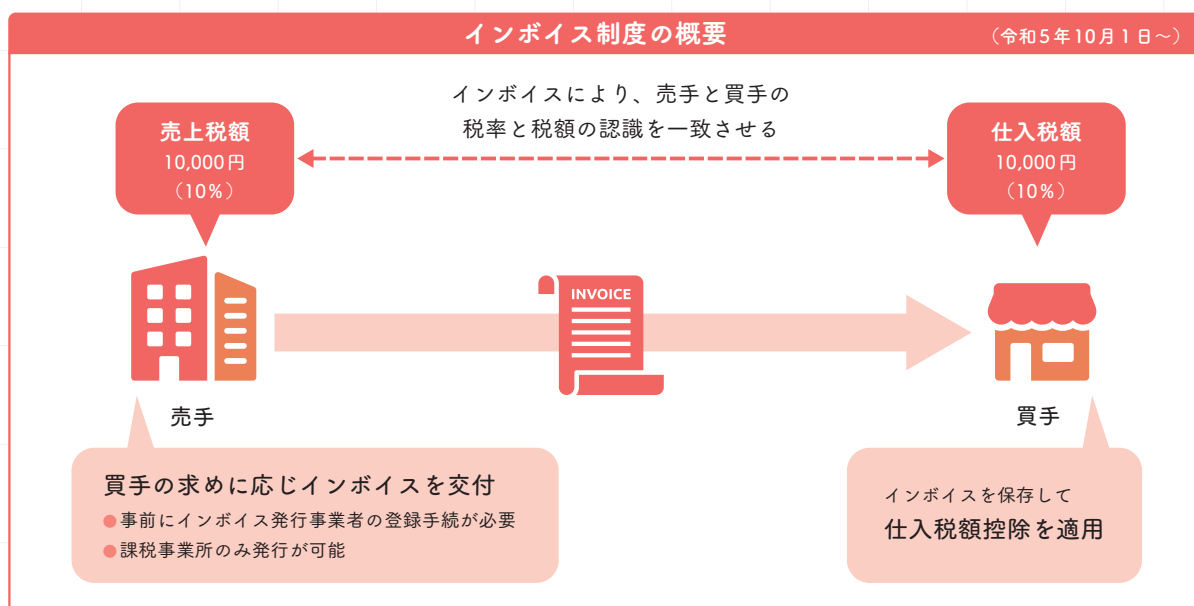 インボイス制度の概要
(令和5年10月1日〜)
インボイスにより、売手と買手の
税率と税額の認識を一致させる
売上税額
10,000円
(10%)
仕入税額
10,000円
(10%)
INVOICE
売手
買手
買手の求めに応じインボイスを交付
●事前にインボイス発行事業者の登録手続が必要
●課税事業所のみ発行が可能
インボイスを保存して
仕入税額控除を適用